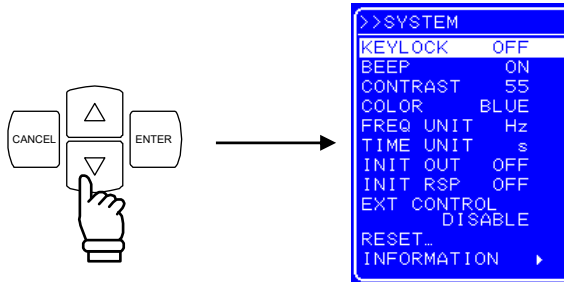 CANCEL
ENTER
>>SYSTEM
KEYLOCK OFF
BEEP ON
CONTRAST 55
COLOR BLUE
FREQ UNIT Hz
TIME UNIT s
INIT OUT OFF
INIT RSP OFF
EXT CONTROL
DISABLE
RESET…
INFORMATION